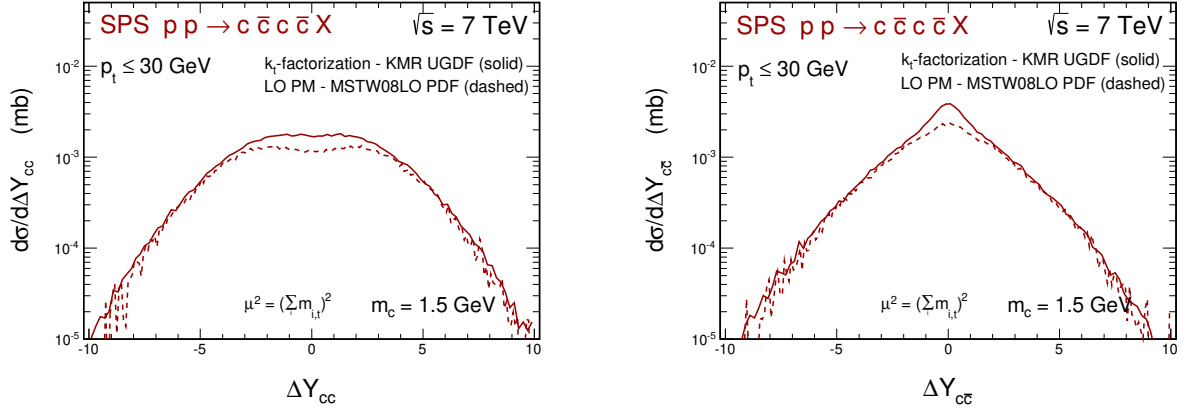 SPS p p → c c̄ c c̄ X √s = 7 TeV
p_t ≤ 30 GeV
k_t-factorization - KMR UGDF (solid)
LO PM - MSTW08LO PDF (dashed)
dσ/dΔY_cc (mb)
10^-2
10^-3
10^-4
10^-5
μ² = (∑ m_i,t)²
m_c = 1.5 GeV
-10 -5 0 5 10
ΔY_cc
SPS p p → c c̄ c c̄ X √s = 7 TeV
p_t ≤ 30 GeV
k_t-factorization - KMR UGDF (solid)
LO PM - MSTW08LO PDF (dashed)
dσ/dΔY_cc̄ (mb)
10^-2
10^-3
10^-4
10^-5
μ² = (∑ m_i,t)²
m_c = 1.5 GeV
-10 -5 0 5 10
ΔY_cc̄